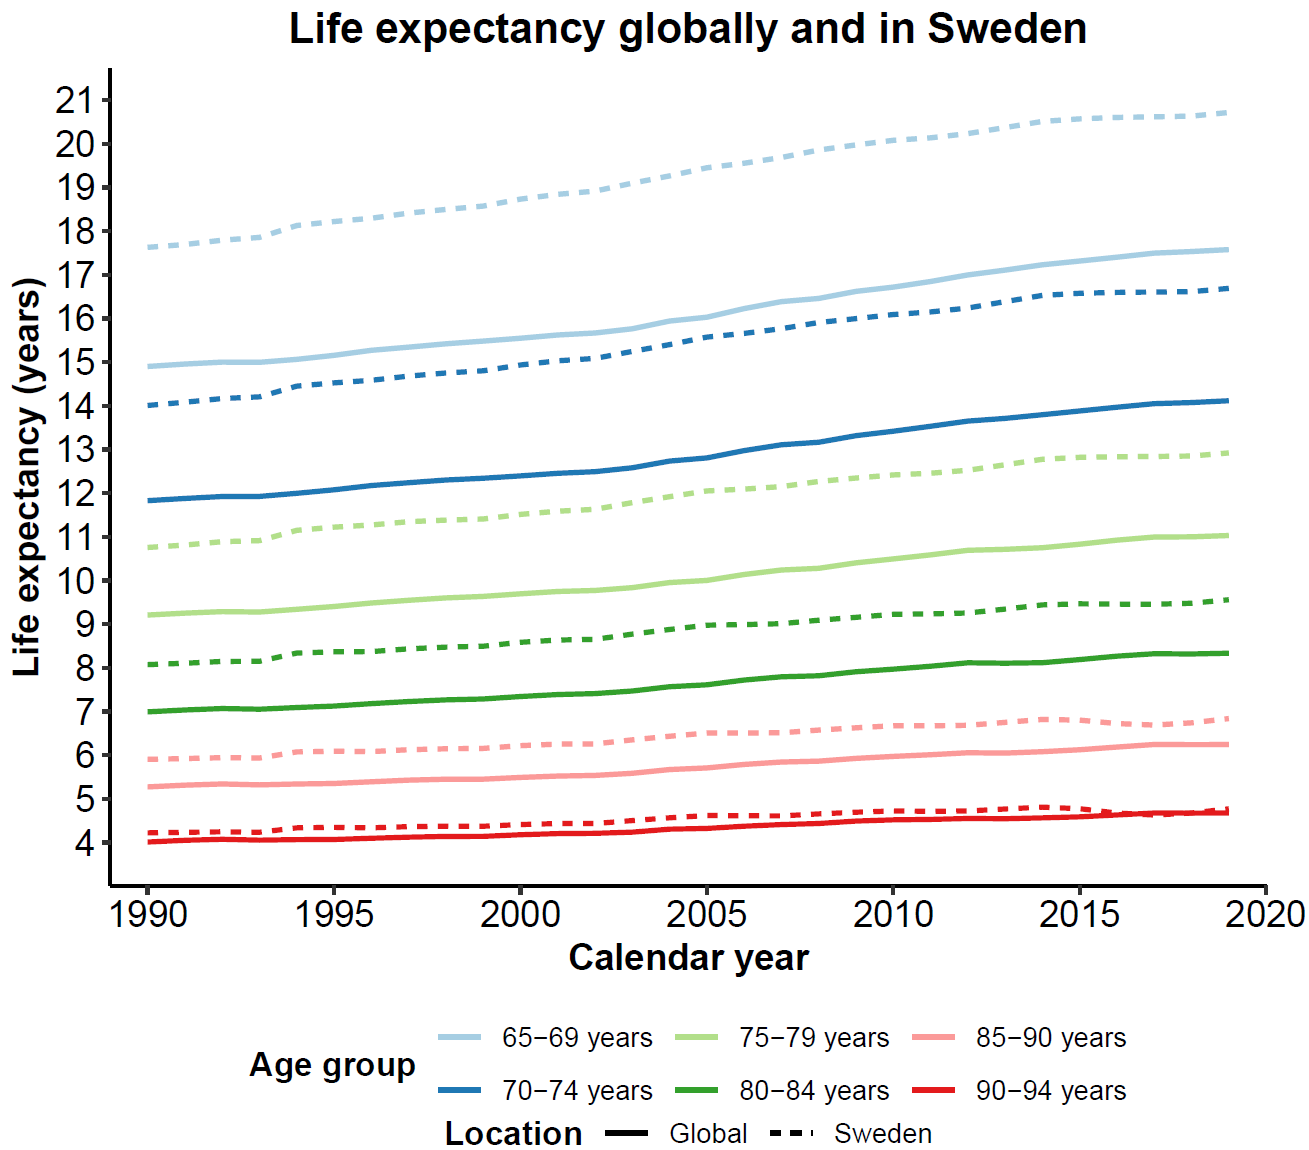 Life expectancy globally and in Sweden
Life expectancy (years)
21
20
19
18
17
16
15
14
13
12
11
10
9
8
7
6
5
4
1990 1995 2000 2005 2010 2015 2020
Calendar year
Age group
65−69 years 75−79 years 85−90 years
70−74 years 80−84 years 90−94 years
Location Global Sweden